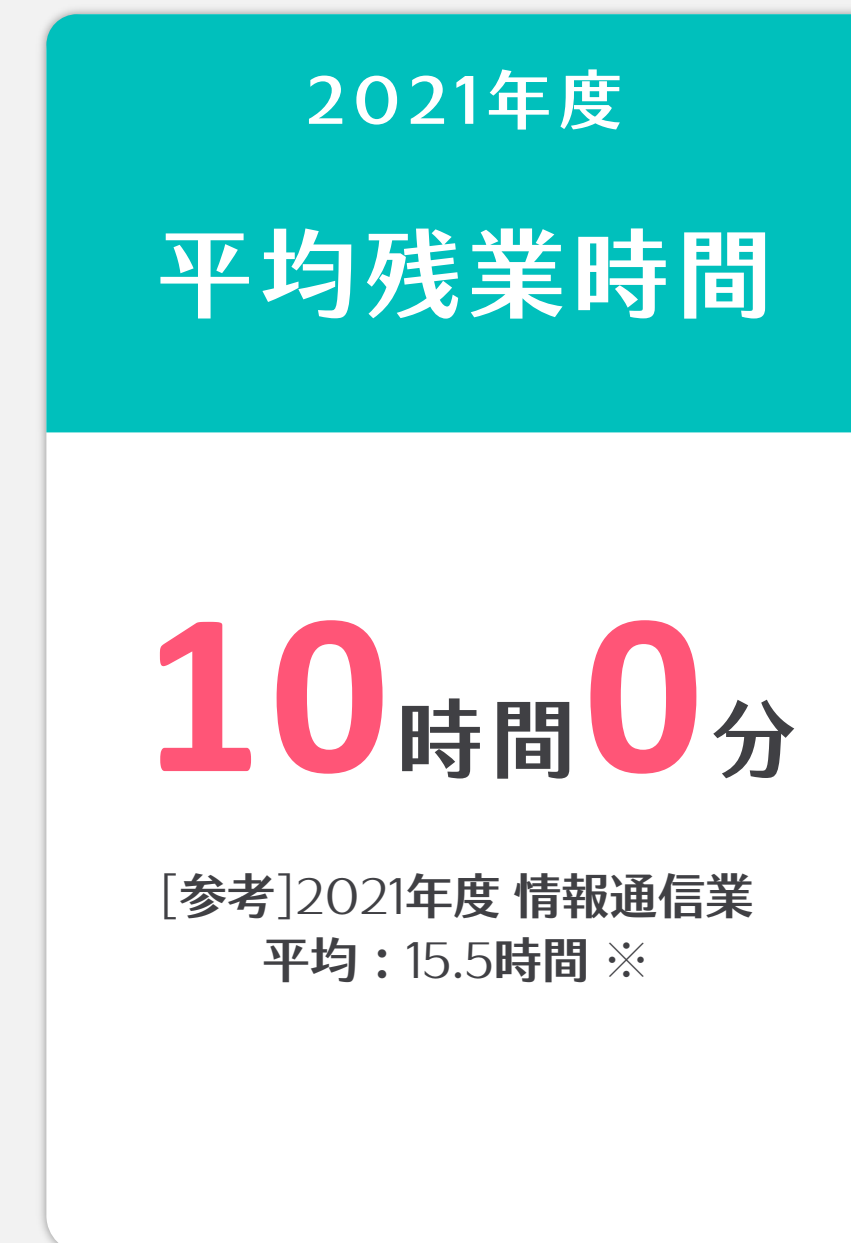 2021年度
平均残業時間
10時間0分
[参考]2021年度 情報通信業
平均：15.5時間 ※